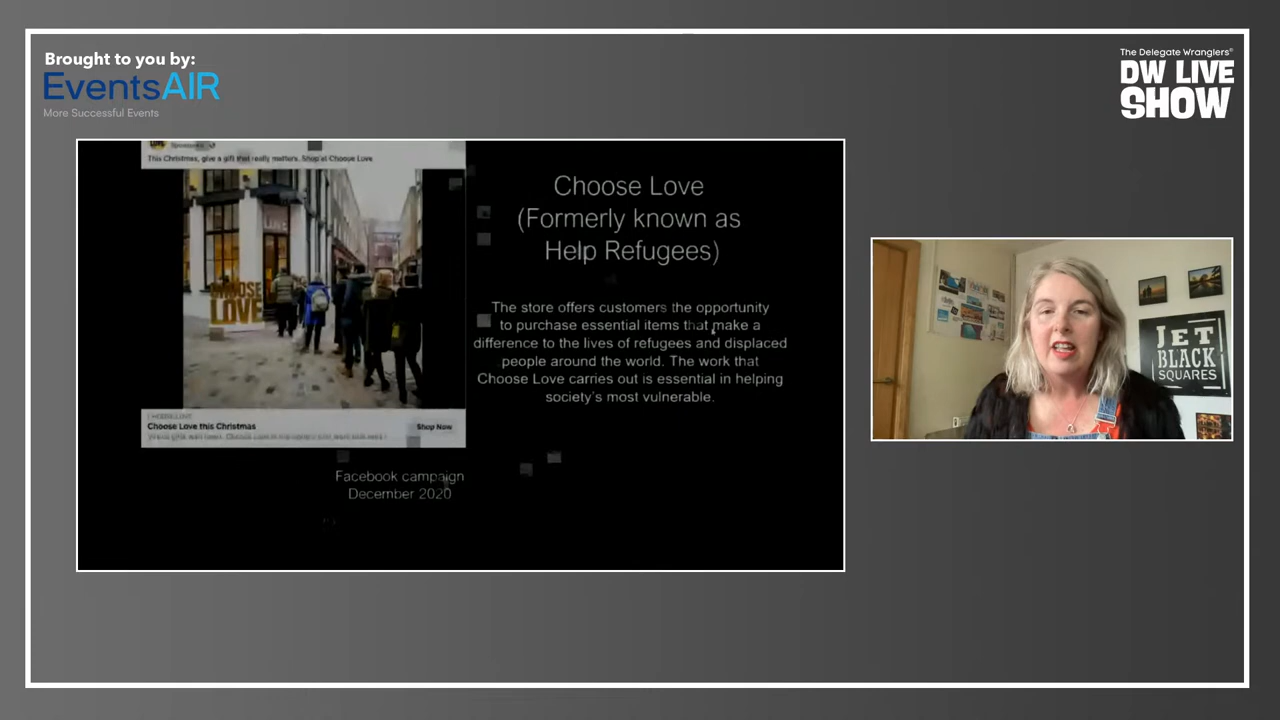 Brought to you by:
EventsAIR
More Successful Events
The Delegate Wranglers®
DW LIVE
SHOW
This Christmas, give a gift that really matters. Shop at Choose Love
CHOOSE
LOVE
Choose Love this Christmas
Shop Now
Facebook campaign
December 2020
Choose Love
(Formerly known as
Help Refugees)
The store offers customers the opportunity
to purchase essential items that make a
difference to the lives of refugees and displaced
people around the world. The work that
Choose Love carries out is essential in helping
society's most vulnerable.
JET
BLACK
SQUARES